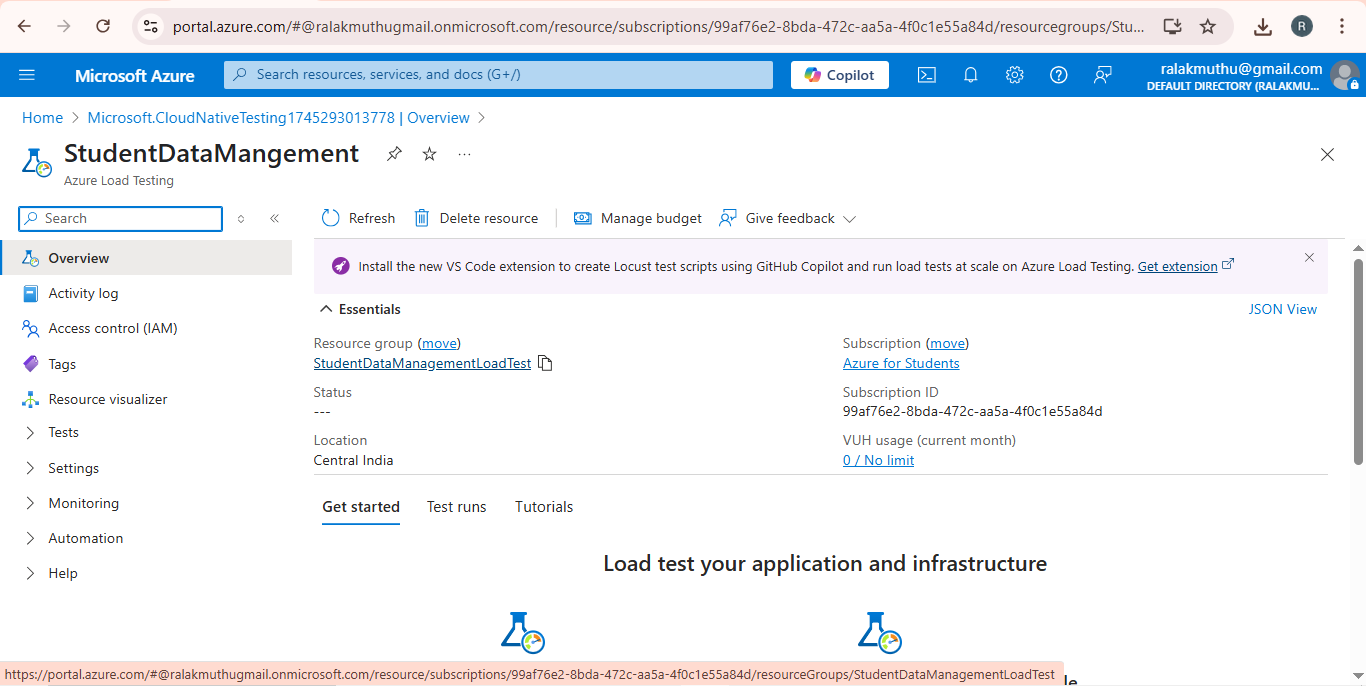 portal.azure.com/#@ralakmuthugmail.onmicrosoft.com/resource/subscriptions/99af76e2-8bda-472c-aa5a-4f0c1e55a84d/resourcegroups/Stu...
R
Microsoft Azure
Search resources, services, and docs (G+/)
Copilot
ralakmuthu@gmail.com
DEFAULT DIRECTORY (RALAKMU...
Home > Microsoft.CloudNativeTesting1745293013778 | Overview >
StudentDataMangement
...
Azure Load Testing
Search
Refresh
Delete resource
Manage budget
Give feedback
Overview
Activity log
Access control (IAM)
Tags
Resource visualizer
Tests
Settings
Monitoring
Automation
Help
Install the new VS Code extension to create Locust test scripts using GitHub Copilot and run load tests at scale on Azure Load Testing. Get extension
Essentials
JSON View
Resource group (move)
StudentDataManagementLoadTest
Status
---
Location
Central India
Subscription (move)
Azure for Students
Subscription ID
99af76e2-8bda-472c-aa5a-4f0c1e55a84d
VUH usage (current month)
0 / No limit
Get started
Test runs
Tutorials
Load test your application and infrastructure
https://portal.azure.com/#@ralakmuthugmail.onmicrosoft.com/resource/subscriptions/99af76e2-8bda-472c-aa5a-4f0c1e55a84d/resourceGroups/StudentDataManagementLoadTest